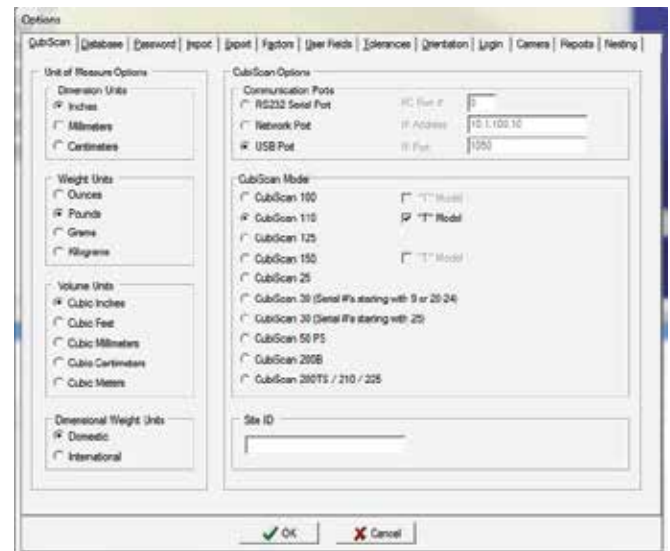 Options
CubiScan Database Password Import Export Factors User Fields Tolerances Orientation Login Camera Reports Nesting
Unit of Measure Options
Dimension Units
Inches
Millimeters
Centimeters
Weight Units
Ounces
Pounds
Grams
Kilograms
Volume Units
Cubic Inches
Cubic Feet
Cubic Millimeters
Cubic Centimeters
Cubic Meters
Dimensional Weight Units
Domestic
International
CubiScan Options
Communication Ports
RS232 Serial Port
Network Port IP Address 10.1.100.10
USB Port IP Port 1050
CubiScan Model
CubiScan 100 "T" Model
CubiScan 110 "T" Model
CubiScan 125
CubiScan 150 "T" Model
CubiScan 25
CubiScan 30 (Serial #'s starting with 9 or 20-24)
CubiScan 30 (Serial #'s starting with 25)
CubiScan 50 PS
CubiScan 200B
CubiScan 200TS / 210 / 225
Site ID
OK Cancel